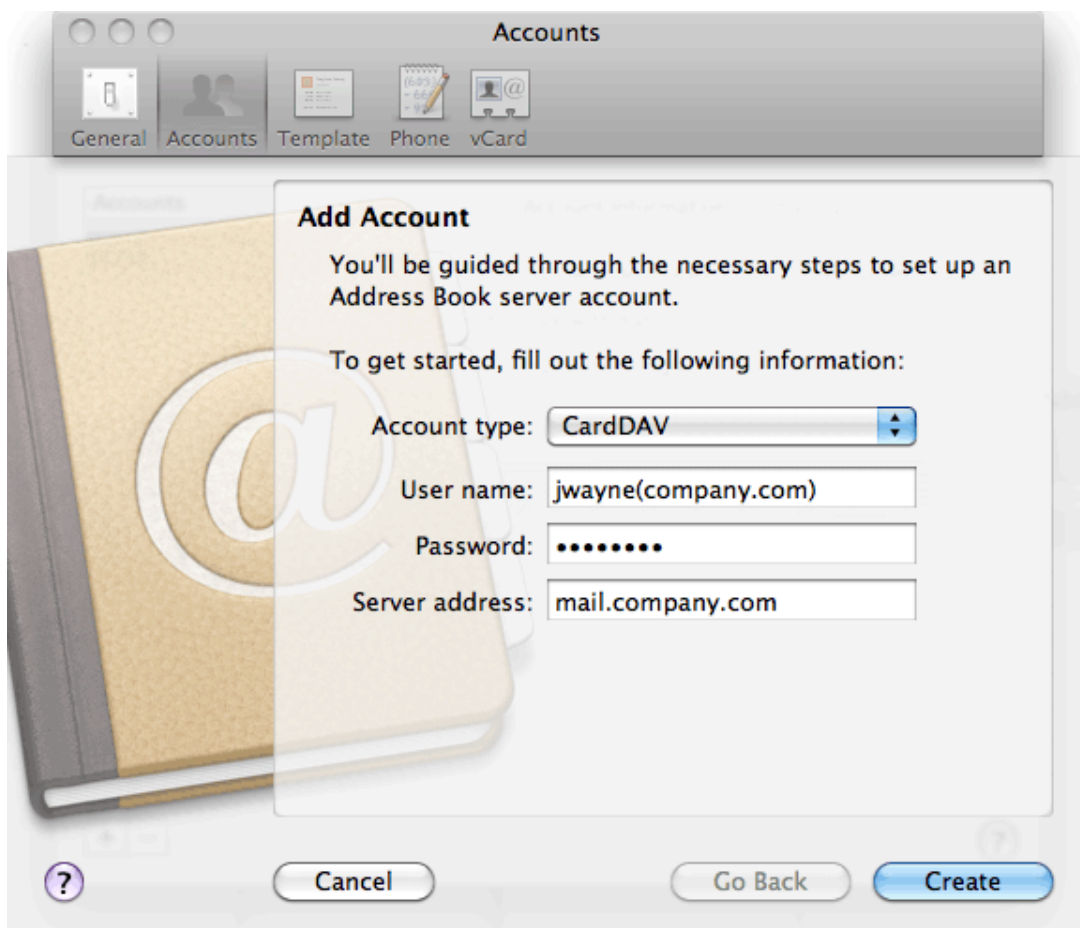 Accounts
General Accounts Template Phone vCard
Accounts
Add Account
You'll be guided through the necessary steps to set up an
Address Book server account.
To get started, fill out the following information:
Account type: CardDAV
User name: jwayne(company.com)
Password: ••••••••
Server address: mail.company.com
@
? Cancel Go Back Create